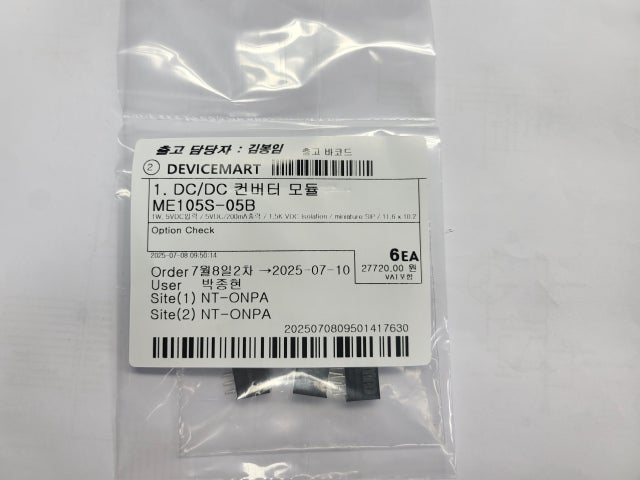 출고 담당자 : 김봉임 출고 바코드
2 DEVICEMART
1. DC/DC 컨버터 모듈
ME105S-05B
1W, 5VDC입력 / 5VDC/200mA출력 / 1.5K VDC isolation / miniature SIP / 11.6 x 10.2
Option Check
2025-07-08 09:50:14
6EA
27720.00 원
VAT포함
Order 7월8일2차 →2025-07-10
User 박종현
Site(1) NT-ONPA
Site(2) NT-ONPA
2025070809501417630